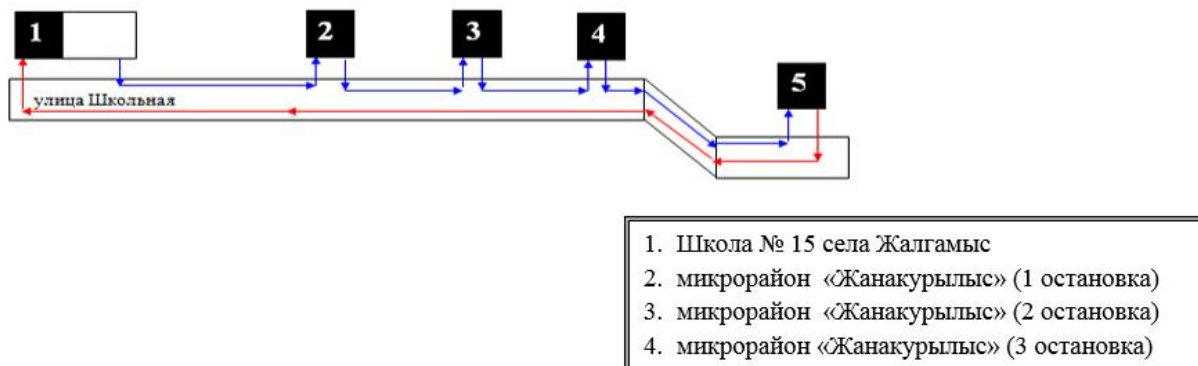 1
2
3
4
5
улица Школьная
1. Школа № 15 села Жалгамыс
2. микрорайон «Жанакурылыс» (1 остановка)
3. микрорайон «Жанакурылыс» (2 остановка)
4. микрорайон «Жанакурылыс» (3 остановка)